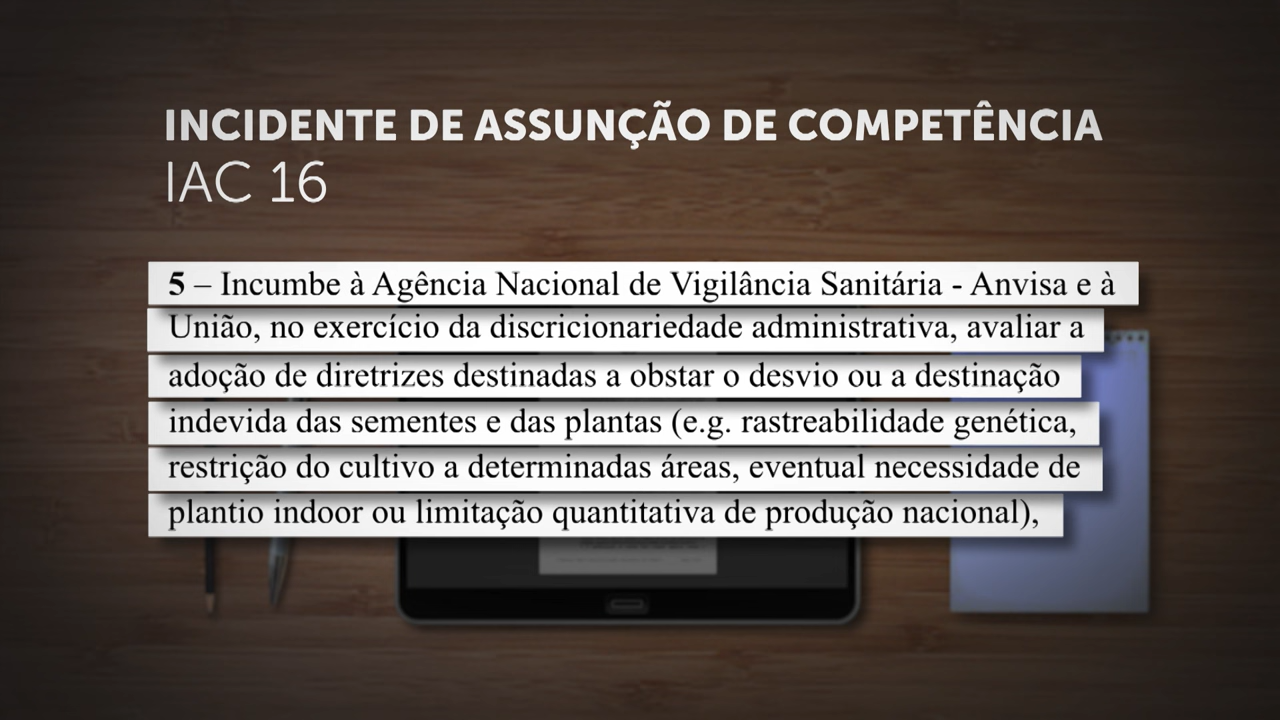 INCIDENTE DE ASSUNÇÃO DE COMPETÊNCIA
IAC 16
5 – Incumbe à Agência Nacional de Vigilância Sanitária - Anvisa e à
União, no exercício da discricionariedade administrativa, avaliar a
adoção de diretrizes destinadas a obstar o desvio ou a destinação
indevida das sementes e das plantas (e.g. rastreabilidade genética,
restrição do cultivo a determinadas áreas, eventual necessidade de
plantio indoor ou limitação quantitativa de produção nacional),